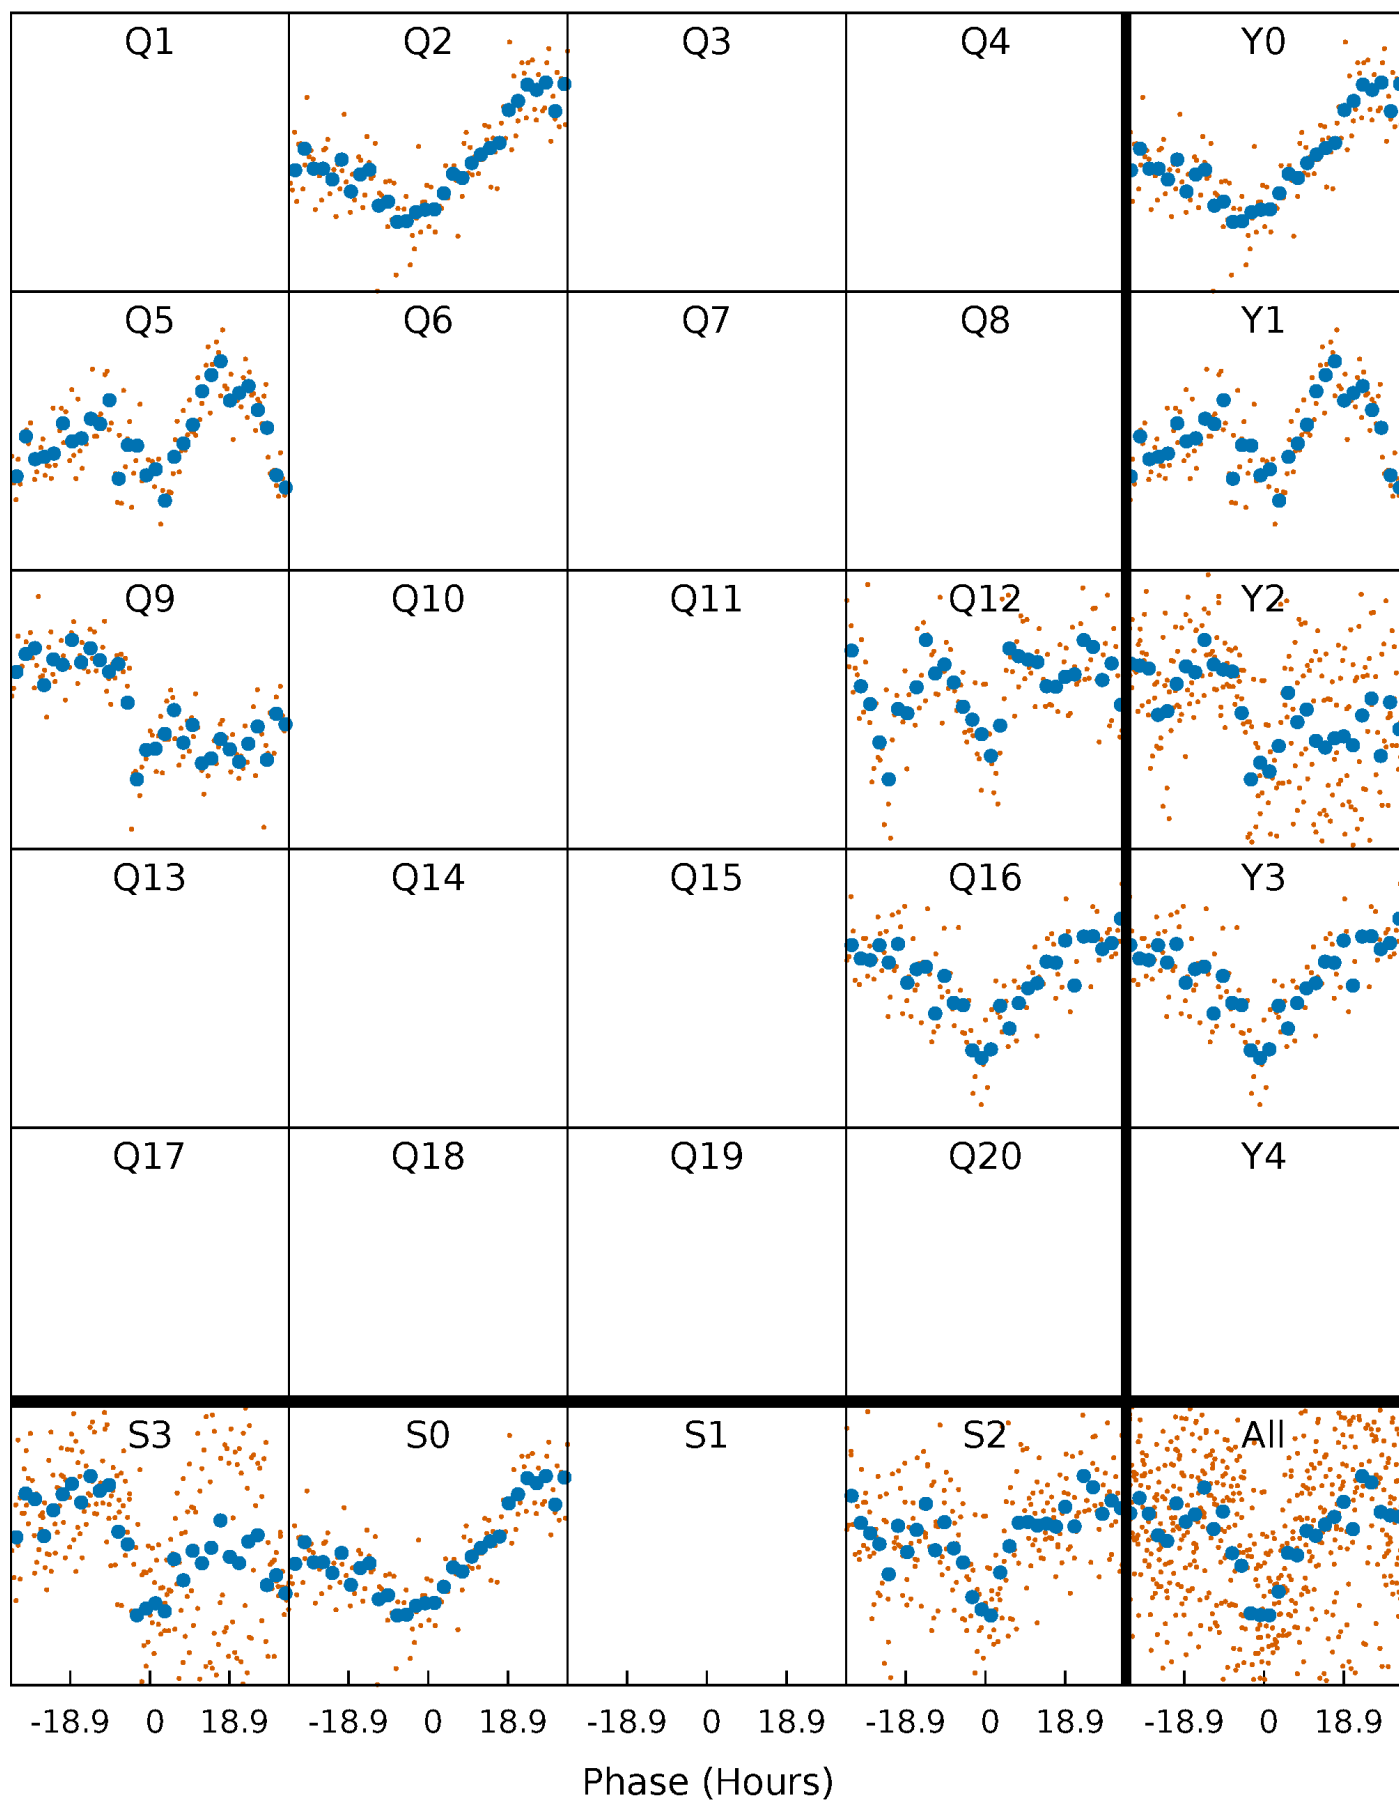 Q1 Q2 Q3 Q4 Y0
Q5 Q6 Q7 Q8 Y1
Q9 Q10 Q11 Q12 Y2
Q13 Q14 Q15 Q16 Y3
Q17 Q18 Q19 Q20 Y4
S3 S0 S1 S2 All
-18.9 0 18.9 -18.9 0 18.9 -18.9 0 18.9 -18.9 0 18.9 -18.9 0 18.9
Phase (Hours)